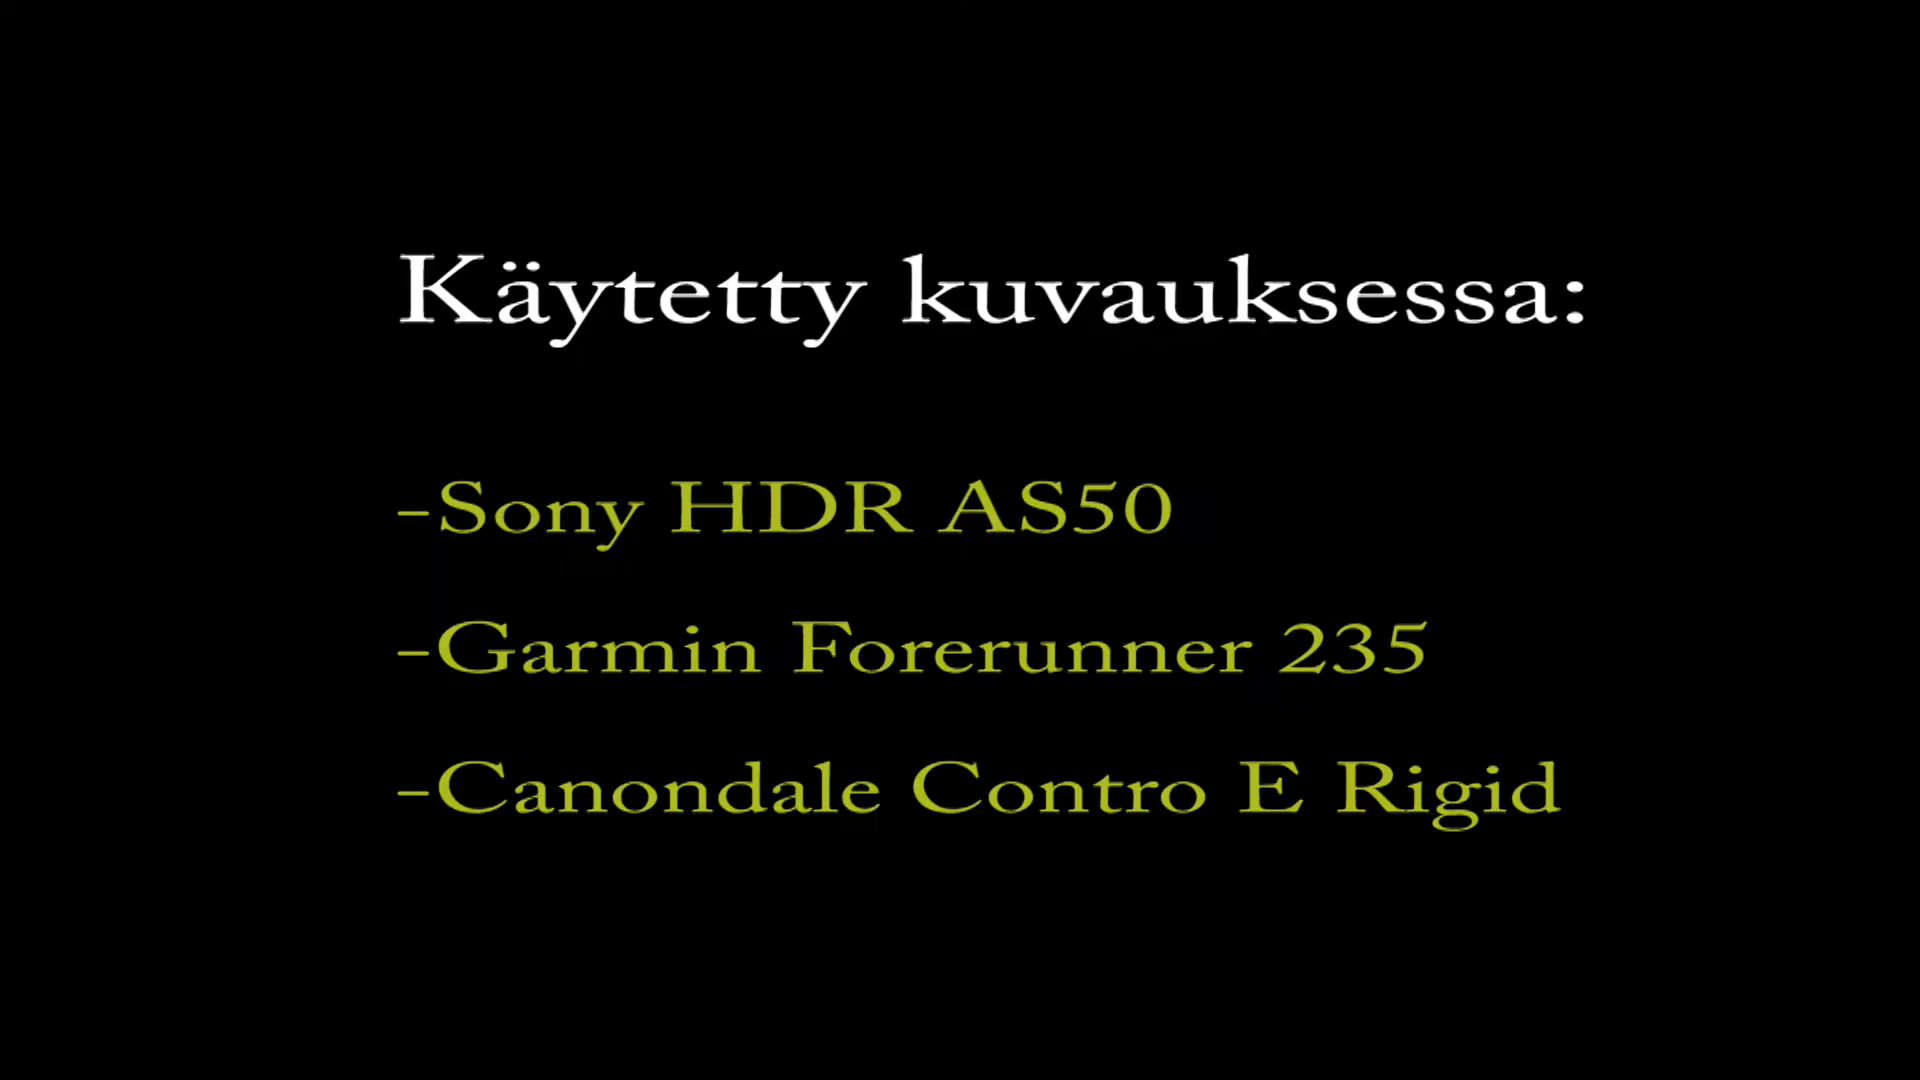 Käytetty kuvauksessa:
-Sony HDR AS50
-Garmin Forerunner 235
-Canondale Contro E Rigid